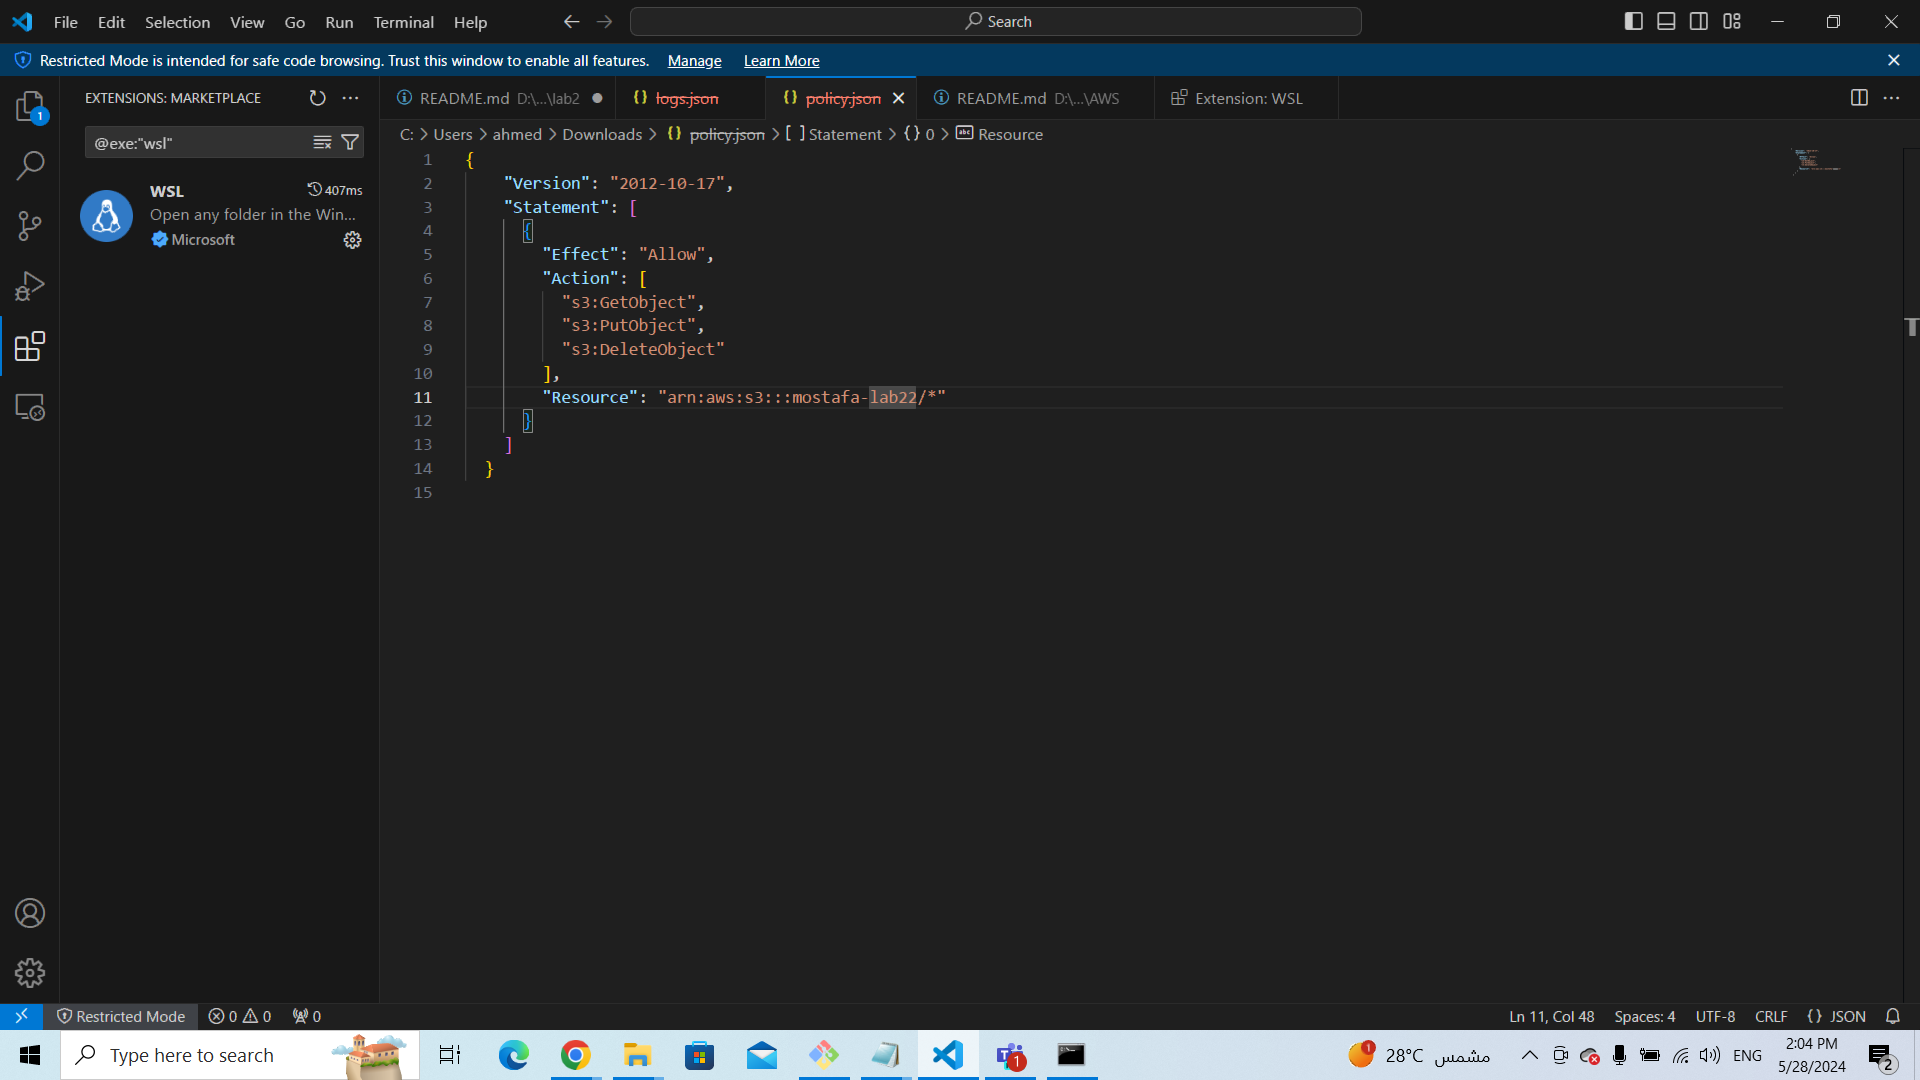 File Edit Selection View Go Run Terminal Help
Search
Restricted Mode is intended for safe code browsing. Trust this window to enable all features. Manage Learn More
1
EXTENSIONS: MARKETPLACE
@exe:"wsl"
WSL 407ms
Open any folder in the Win...
Microsoft
README.md D:\...\lab2
logs.json
policy.json
README.md D:\...\AWS
Extension: WSL
C: > Users > ahmed > Downloads > {} policy.json > [ ] Statement > {} 0 > Resource
1 {
2 "Version": "2012-10-17",
3 "Statement": [
4 {
5 "Effect": "Allow",
6 "Action": [
7 "s3:GetObject",
8 "s3:PutObject",
9 "s3:DeleteObject"
10 ],
11 "Resource": "arn:aws:s3:::mostafa-lab22/*"
12 }
13 ]
14 }
15
Restricted Mode 0 0 0
Ln 11, Col 48 Spaces: 4 UTF-8 CRLF {} JSON
Type here to search
1
1
28°C مشمس
ENG
2:04 PM
5/28/2024
2